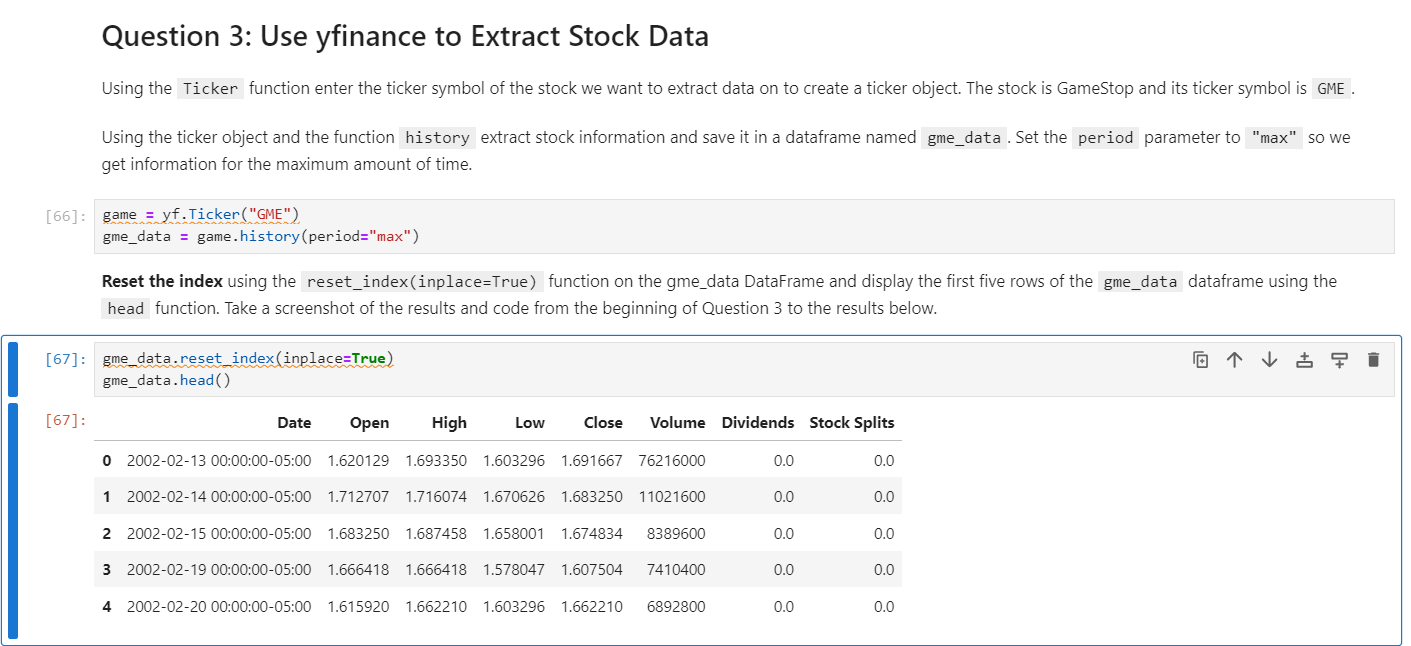 Question 3: Use yfinance to Extract Stock Data
Using the Ticker function enter the ticker symbol of the stock we want to extract data on to create a ticker object. The stock is GameStop and its ticker symbol is GME .
Using the ticker object and the function history extract stock information and save it in a dataframe named gme_data . Set the period parameter to "max" so we
get information for the maximum amount of time.
[66]: game = yf.Ticker("GME")
gme_data = game.history(period="max")
Reset the index using the reset_index(inplace=True) function on the gme_data DataFrame and display the first five rows of the gme_data dataframe using the
head function. Take a screenshot of the results and code from the beginning of Question 3 to the results below.
[67]: gme_data.reset_index(inplace=True)
gme_data.head()
[67]: Date Open High Low Close Volume Dividends Stock Splits
0 2002-02-13 00:00:00-05:00 1.620129 1.693350 1.603296 1.691667 76216000 0.0 0.0
1 2002-02-14 00:00:00-05:00 1.712707 1.716074 1.670626 1.683250 11021600 0.0 0.0
2 2002-02-15 00:00:00-05:00 1.683250 1.687458 1.658001 1.674834 8389600 0.0 0.0
3 2002-02-19 00:00:00-05:00 1.666418 1.666418 1.578047 1.607504 7410400 0.0 0.0
4 2002-02-20 00:00:00-05:00 1.615920 1.662210 1.603296 1.662210 6892800 0.0 0.0